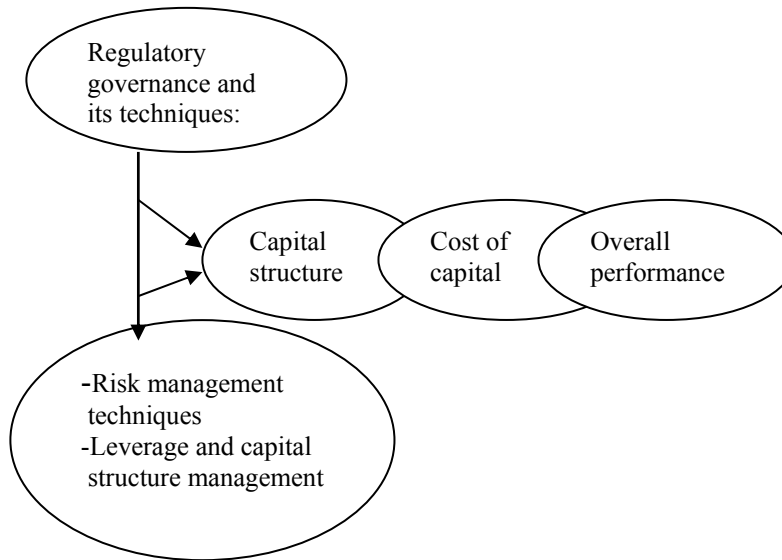 Regulatory
governance and
its techniques:
Capital
structure
Cost of
capital
Overall
performance
-Risk management
techniques
-Leverage and capital
structure management